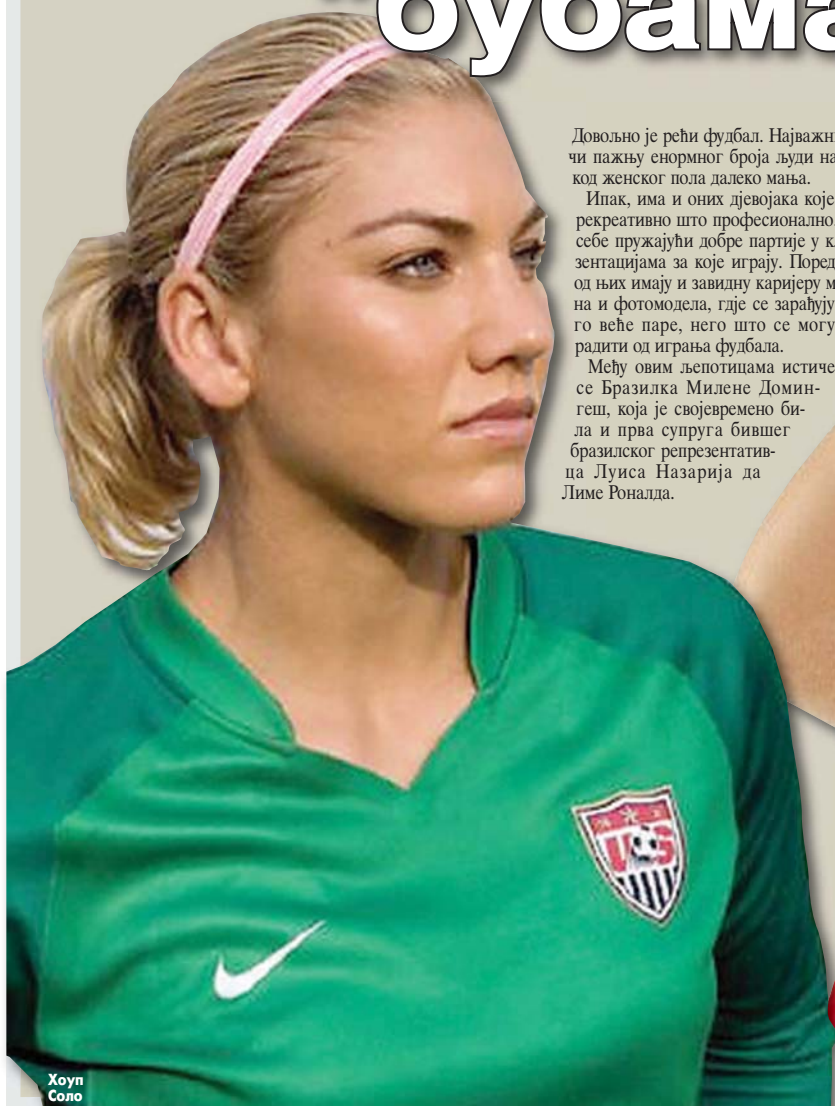 бубама
Довољно је рећи фудбал. Најважни
чи пажњу енормног броја људи на
код женског пола далеко мања.
Ипак, има и оних дјевојака које
рекреативно што професионално
себе пружајући добре партије у к
зентацијама за које играју. Поред
од њих имају и завидну каријеру м
на и фотомодела, гдје се зарађују
го веће паре, него што се могу
радити од играња фудбала.
Међу овим љепотицама истиче
се Бразилка Милене Домин-
геш, која је својевремено би-
ла и прва супруга бившег
бразилског репрезентатив-
ца Луиса Назарија да
Лиме Роналда.
US
Хоуп
Соло